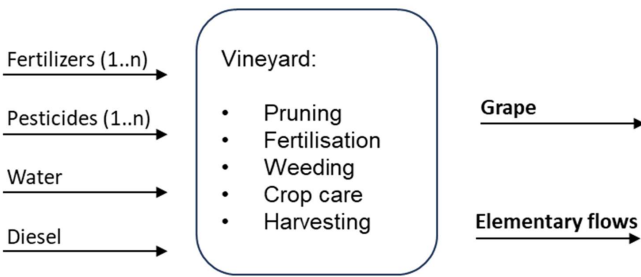 Fertilizers (1..n)
Pesticides (1..n)
Water
Diesel
Vineyard:
• Pruning
• Fertilisation
• Weeding
• Crop care
• Harvesting
Grape
Elementary flows